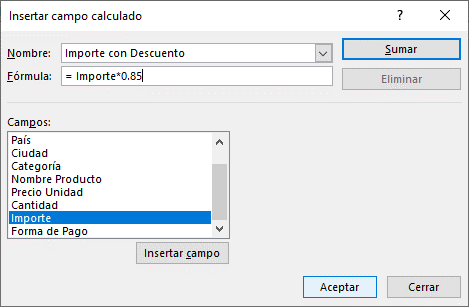 Insertar campo calculado
?
Nombre:
Importe con Descuento
Sumar
Fórmula:
= Importe*0.85
Eliminar
Campos:
País
Ciudad
Categoría
Nombre Producto
Precio Unidad
Cantidad
Importe
Forma de Pago
Insertar campo
Aceptar
Cerrar